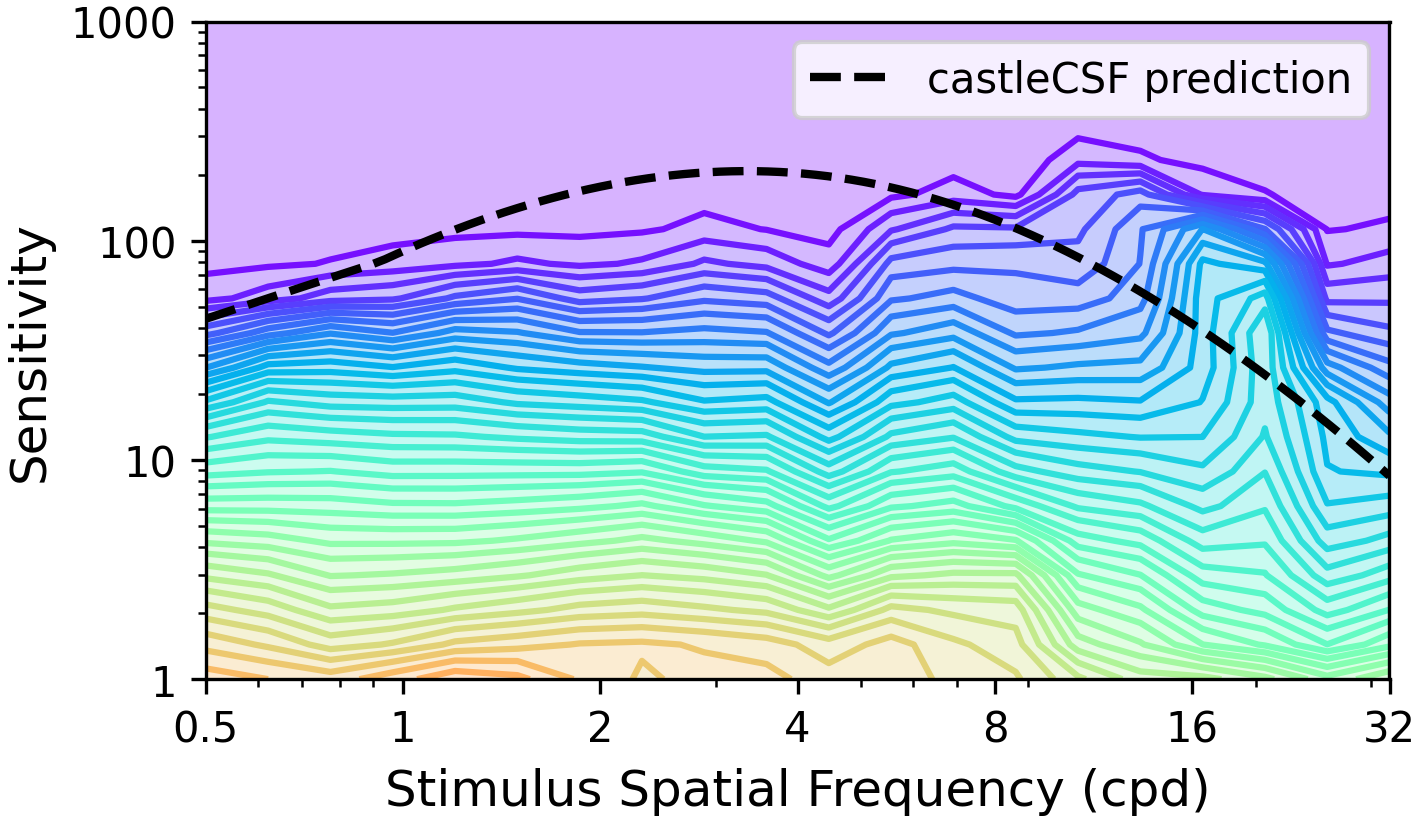 1000
100
10
1
Sensitivity
castleCSF prediction
0.5 1 2 4 8 16 32
Stimulus Spatial Frequency (cpd)